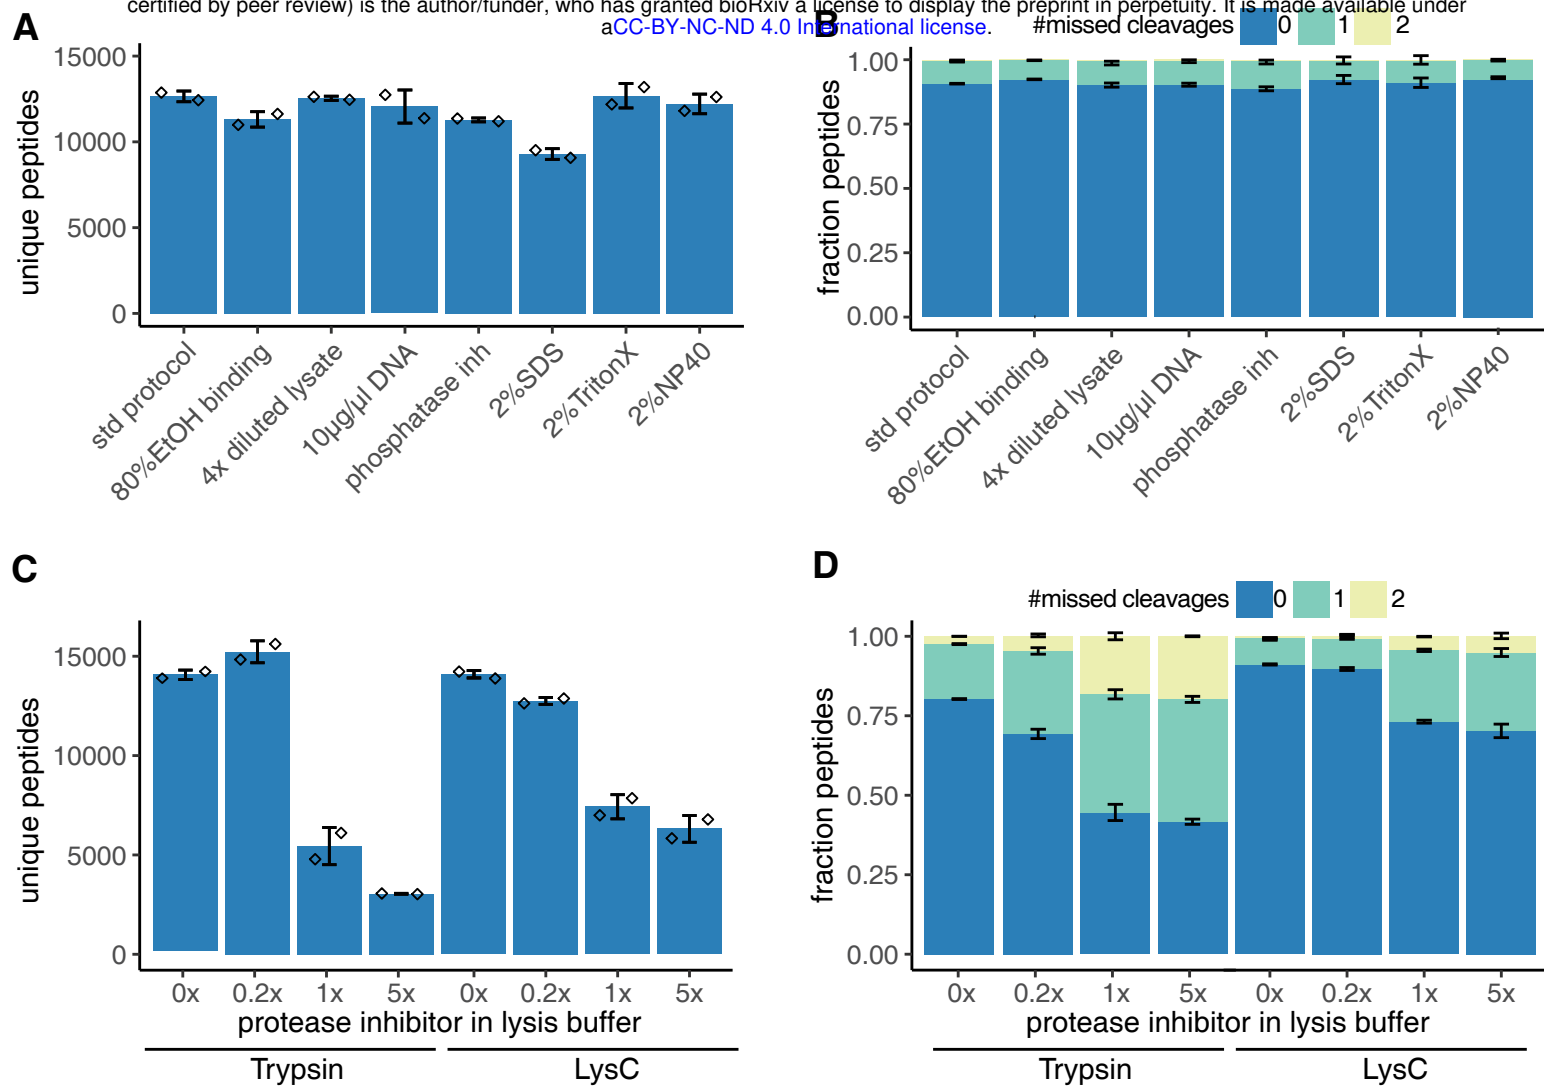 certified by peer review) is the author/funder, who has granted bioRxiv a license to display the preprint in perpetuity. It is made available under
aCC-BY-NC-ND 4.0 International license.
A
unique peptides
15000
10000
5000
0
std protocol
80%EtOH binding
4x diluted lysate
10µg/µl DNA
phosphatase inh
2%SDS
2%TritonX
2%NP40
B
#missed cleavages 0 1 2
fraction peptides
1.00
0.75
0.50
0.25
0.00
std protocol
80%EtOH binding
4x diluted lysate
10µg/µl DNA
phosphatase inh
2%SDS
2%TritonX
2%NP40
C
unique peptides
15000
10000
5000
0
0x 0.2x 1x 5x 0x 0.2x 1x 5x
protease inhibitor in lysis buffer
Trypsin LysC
D
#missed cleavages 0 1 2
fraction peptides
1.00
0.75
0.50
0.25
0.00
0x 0.2x 1x 5x 0x 0.2x 1x 5x
protease inhibitor in lysis buffer
Trypsin LysC